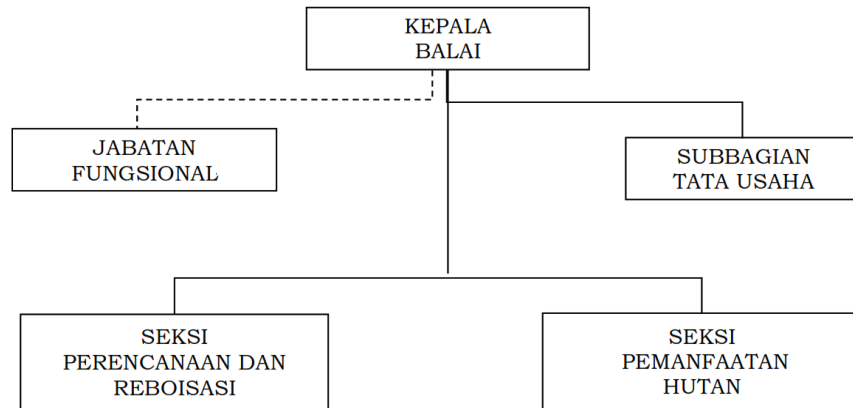 KEPALA
BALAI
JABATAN
FUNGSIONAL
SUBBAGIAN
TATA USAHA
SEKSI
PERENCANAAN DAN
REBOISASI
SEKSI
PEMANFAATAN
HUTAN